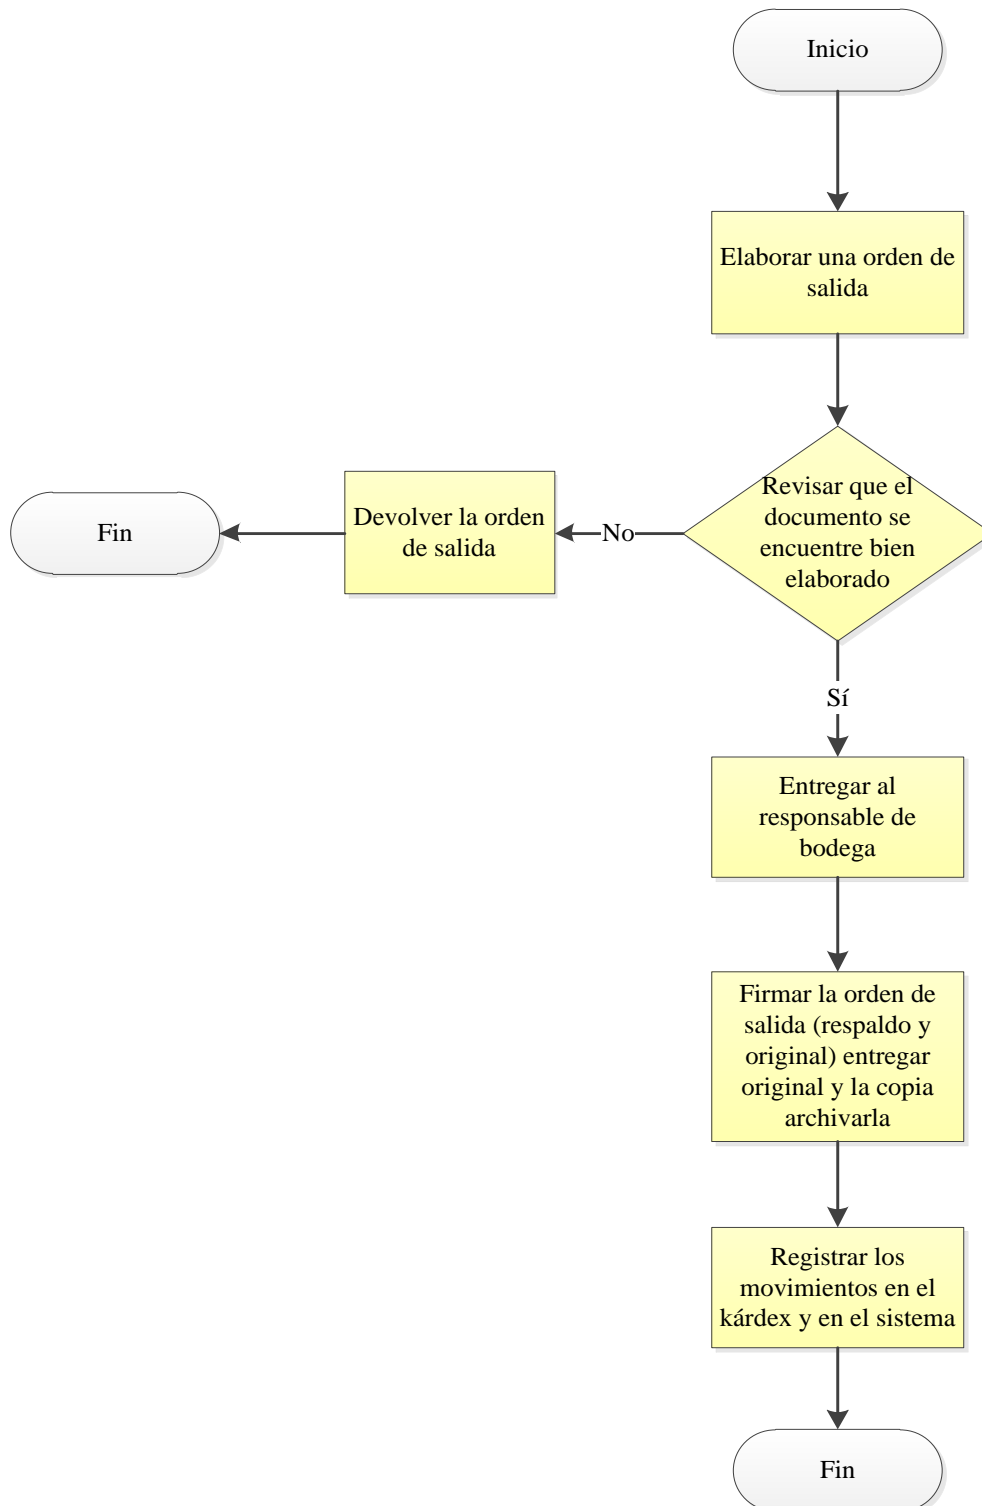 Inicio
Elaborar una orden de
salida
Revisar que el
documento se
encuentre bien
elaborado
No
Devolver la orden
de salida
Fin
Sí
Entregar al
responsable de
bodega
Firmar la orden de
salida (respaldo y
original) entregar
original y la copia
archivarla
Registrar los
movimientos en el
kárdex y en el sistema
Fin